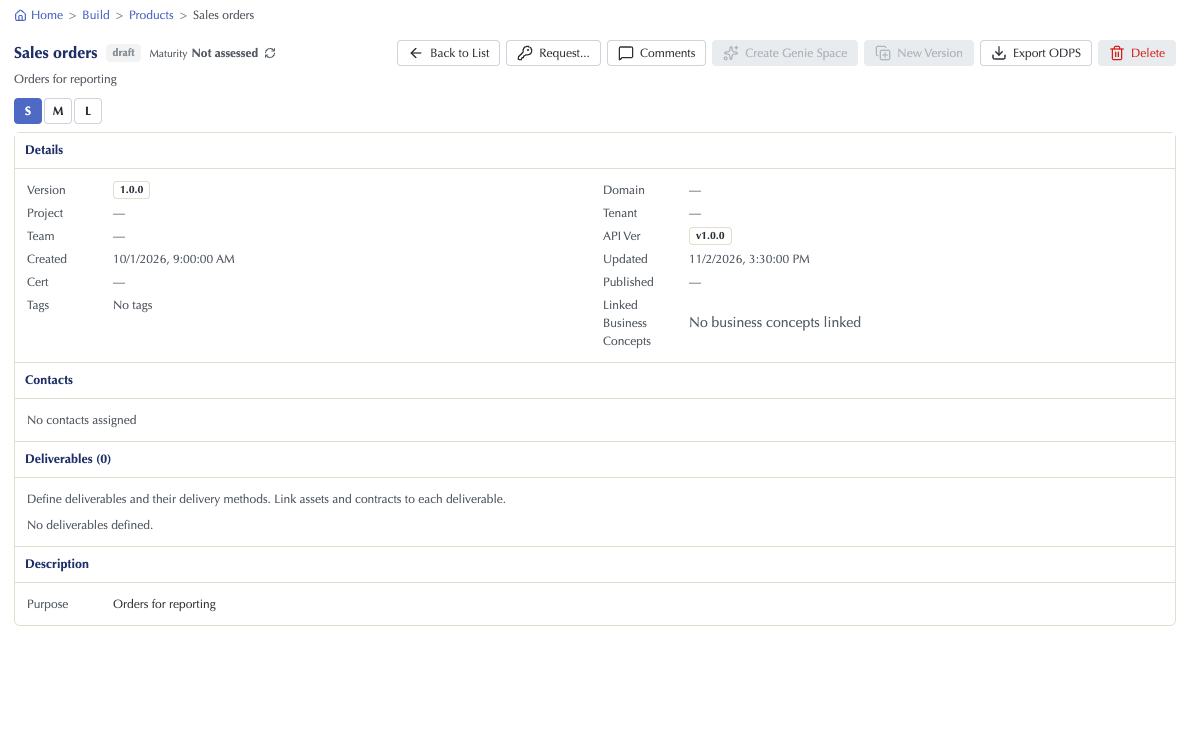 Home > Build > Products > Sales orders
Sales orders draft Maturity Not assessed
Back to List Request... Comments Create Genie Space New Version Export ODPS Delete
Orders for reporting
S M L
Details
Version 1.0.0
Project —
Team —
Created 10/1/2026, 9:00:00 AM
Cert —
Tags No tags
Domain —
Tenant —
API Ver v1.0.0
Updated 11/2/2026, 3:30:00 PM
Published —
Linked
Business No business concepts linked
Concepts
Contacts
No contacts assigned
Deliverables (0)
Define deliverables and their delivery methods. Link assets and contracts to each deliverable.
No deliverables defined.
Description
Purpose Orders for reporting